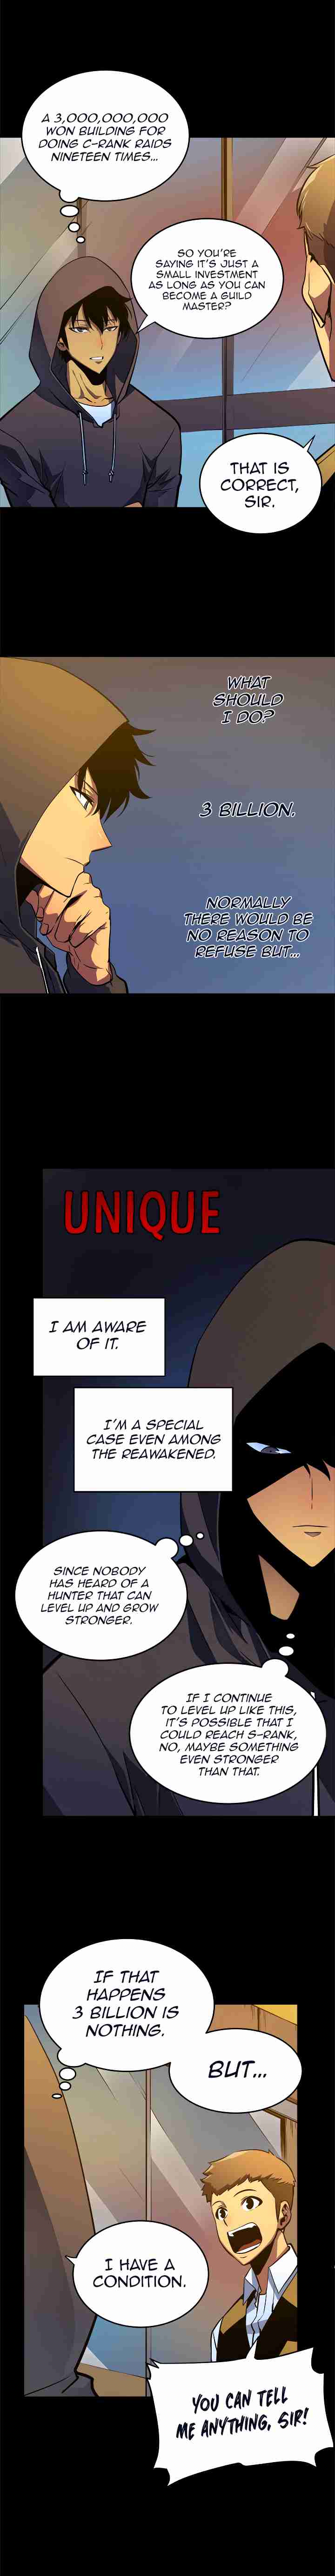 A 3,000,000,000
WON BUILDING FOR
DOING C-RANK RAIDS
NINETEEN TIMES...
SO YOU'RE
SAYING IT'S JUST A
SMALL INVESTMENT
AS LONG AS YOU CAN
BECOME A GUILD
MASTER?
THAT IS
CORRECT,
SIR.
WHAT
SHOULD
I DO?
3 BILLION.
NORMALLY
THERE WOULD BE
NO REASON TO
REFUSE BUT...
UNIQUE
I AM AWARE
OF IT.
I'M A SPECIAL
CASE EVEN AMONG
THE REAWAKENED.
SINCE NOBODY
HAS HEARD OF A
HUNTER THAT CAN
LEVEL UP AND GROW
STRONGER.
IF I CONTINUE
TO LEVEL UP LIKE THIS,
IT'S POSSIBLE THAT I
COULD REACH S-RANK,
NO, MAYBE SOMETHING
EVEN STRONGER
THAN THAT.
IF THAT
HAPPENS
3 BILLION IS
NOTHING.
BUT...
I HAVE A
CONDITION.
YOU CAN TELL
ME ANYTHING, SIR!